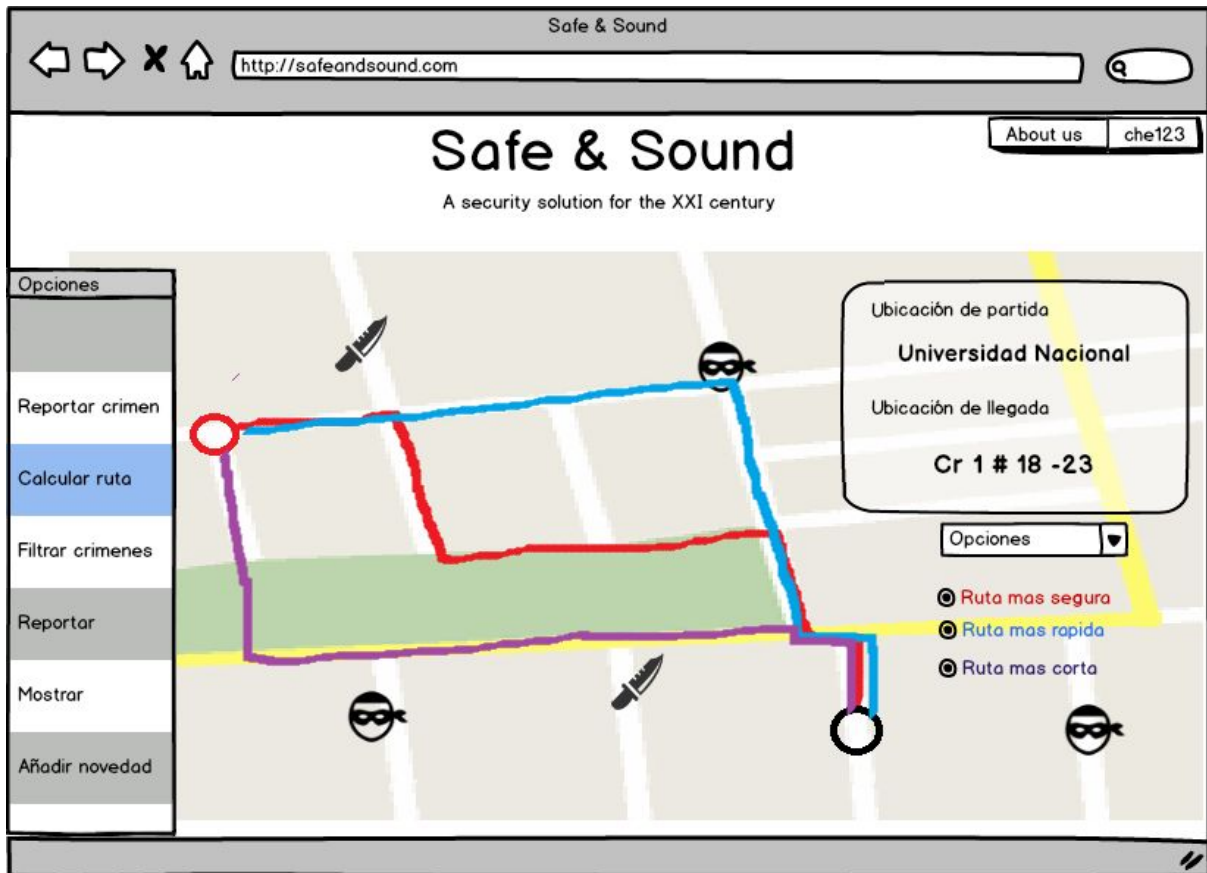 Safe & Sound
http://safeandsound.com
About us
che123
Safe & Sound
A security solution for the XXI century
Opciones
Reportar crimen
Calcular ruta
Filtrar crimenes
Reportar
Mostrar
Añadir novedad
Ubicación de partida
Universidad Nacional
Ubicación de llegada
Cr 1 # 18 -23
Opciones
Ruta mas segura
Ruta mas rapida
Ruta mas corta